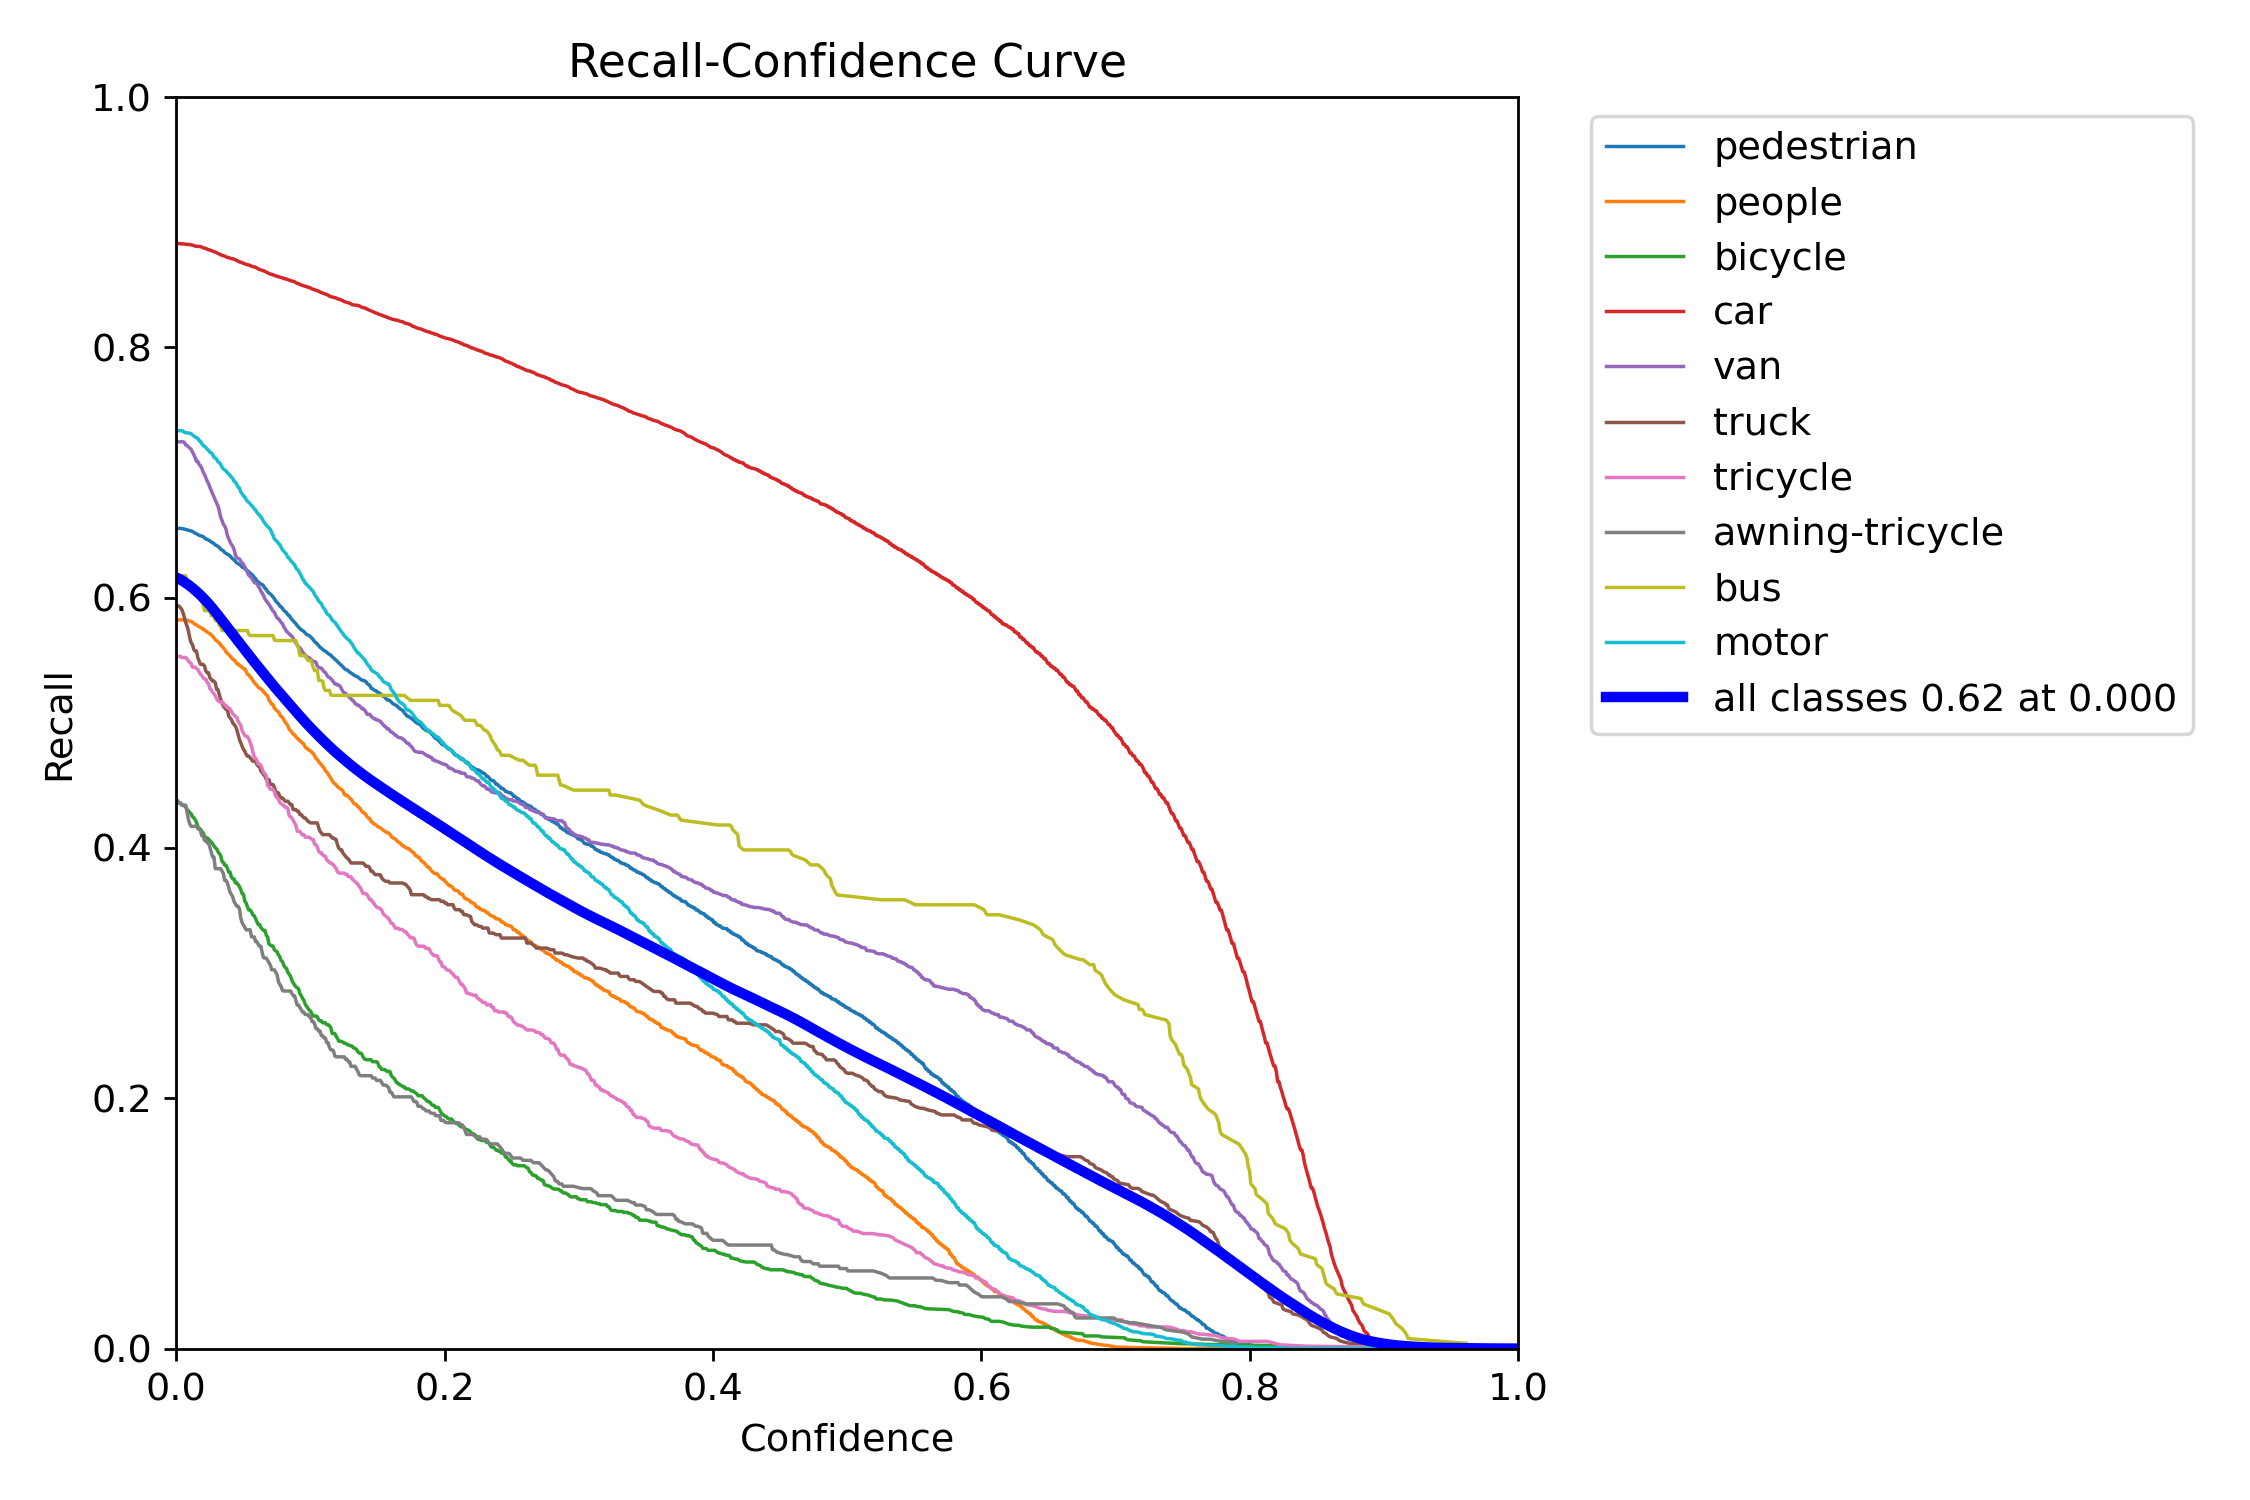 Recall-Confidence Curve
1.0
0.8
0.6
0.4
0.2
0.0
Recall
0.0 0.2 0.4 0.6 0.8 1.0
Confidence
pedestrian
people
bicycle
car
van
truck
tricycle
awning-tricycle
bus
motor
all classes 0.62 at 0.000